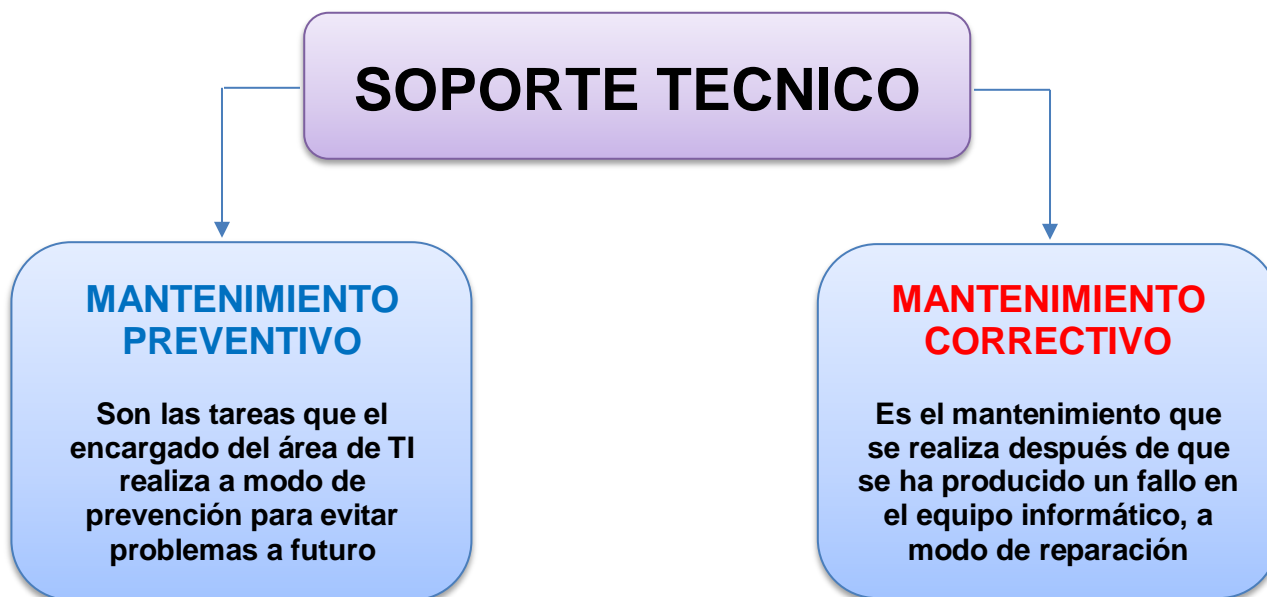 SOPORTE TECNICO
MANTENIMIENTO
PREVENTIVO
Son las tareas que el
encargado del área de TI
realiza a modo de
prevención para evitar
problemas a futuro
MANTENIMIENTO
CORRECTIVO
Es el mantenimiento que
se realiza después de que
se ha producido un fallo en
el equipo informático, a
modo de reparación